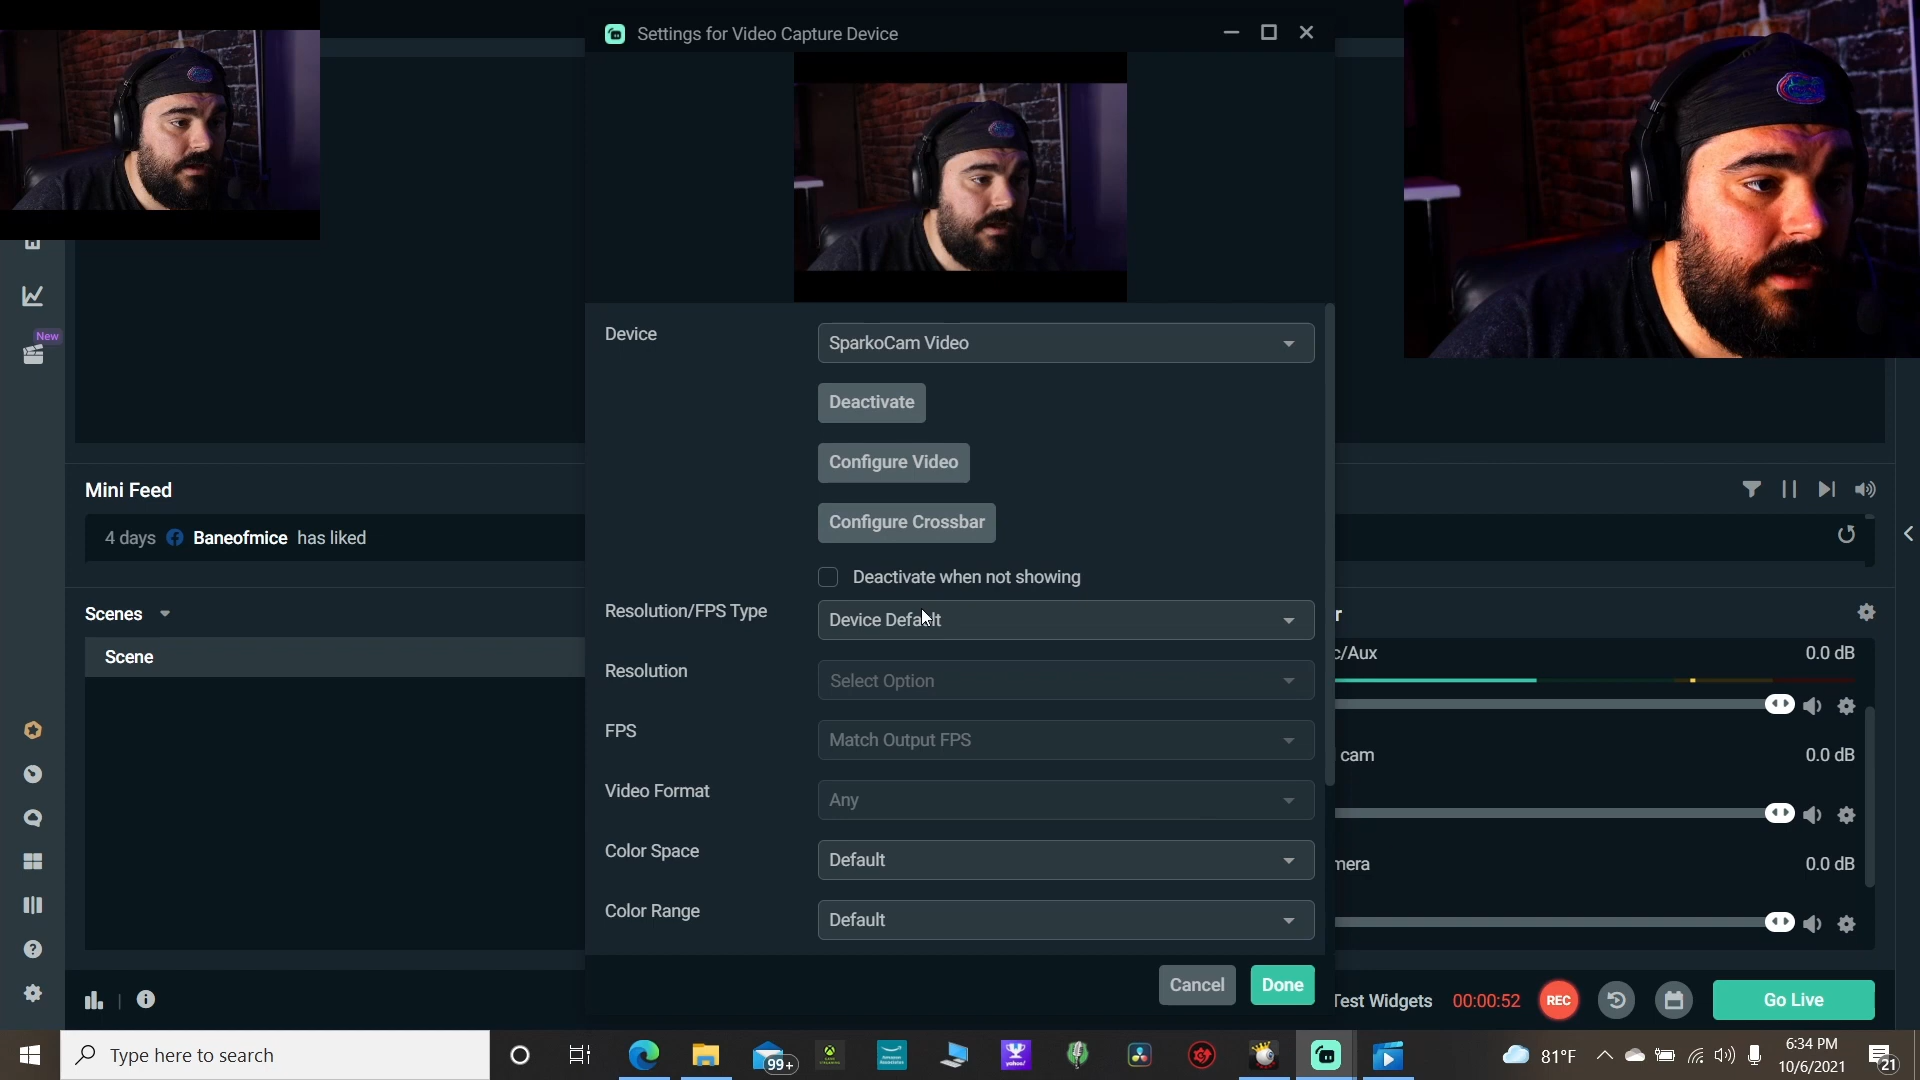 Settings for Video Capture Device
New
Device
SparkoCam Video
Deactivate
Configure Video
Configure Crossbar
Deactivate when not showing
Resolution/FPS Type
Device Default
Resolution
Select Option
FPS
Match Output FPS
Video Format
Any
Color Space
Default
Color Range
Default
Cancel
Done
Mini Feed
4 days Baneofmice has liked
Scenes
Scene
r
c/Aux
0.0 dB
cam
0.0 dB
mera
0.0 dB
Test Widgets
00:00:52
REC
Go Live
Type here to search
99+
yahoo!
81°F
6:34 PM
10/6/2021
21